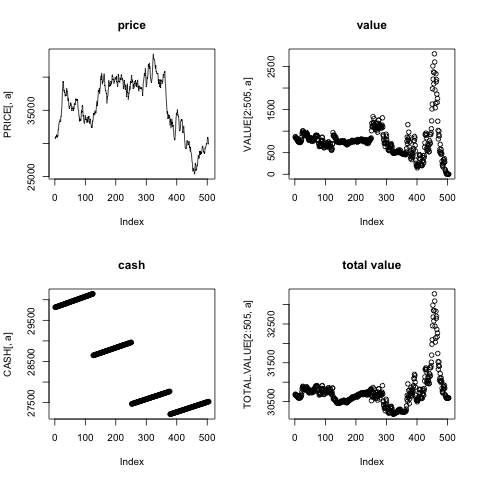 price
value
PRICE[, a]
35000
25000
0 100 200 300 400 500
Index
VALUE[2:505, a]
2500
1500
500
0
0 100 200 300 400 500
Index
cash
total value
CASH[, a]
29500
28500
27500
0 100 200 300 400 500
Index
TOTAL.VALUE[2:505, a]
32500
31500
30500
0 100 200 300 400 500
Index